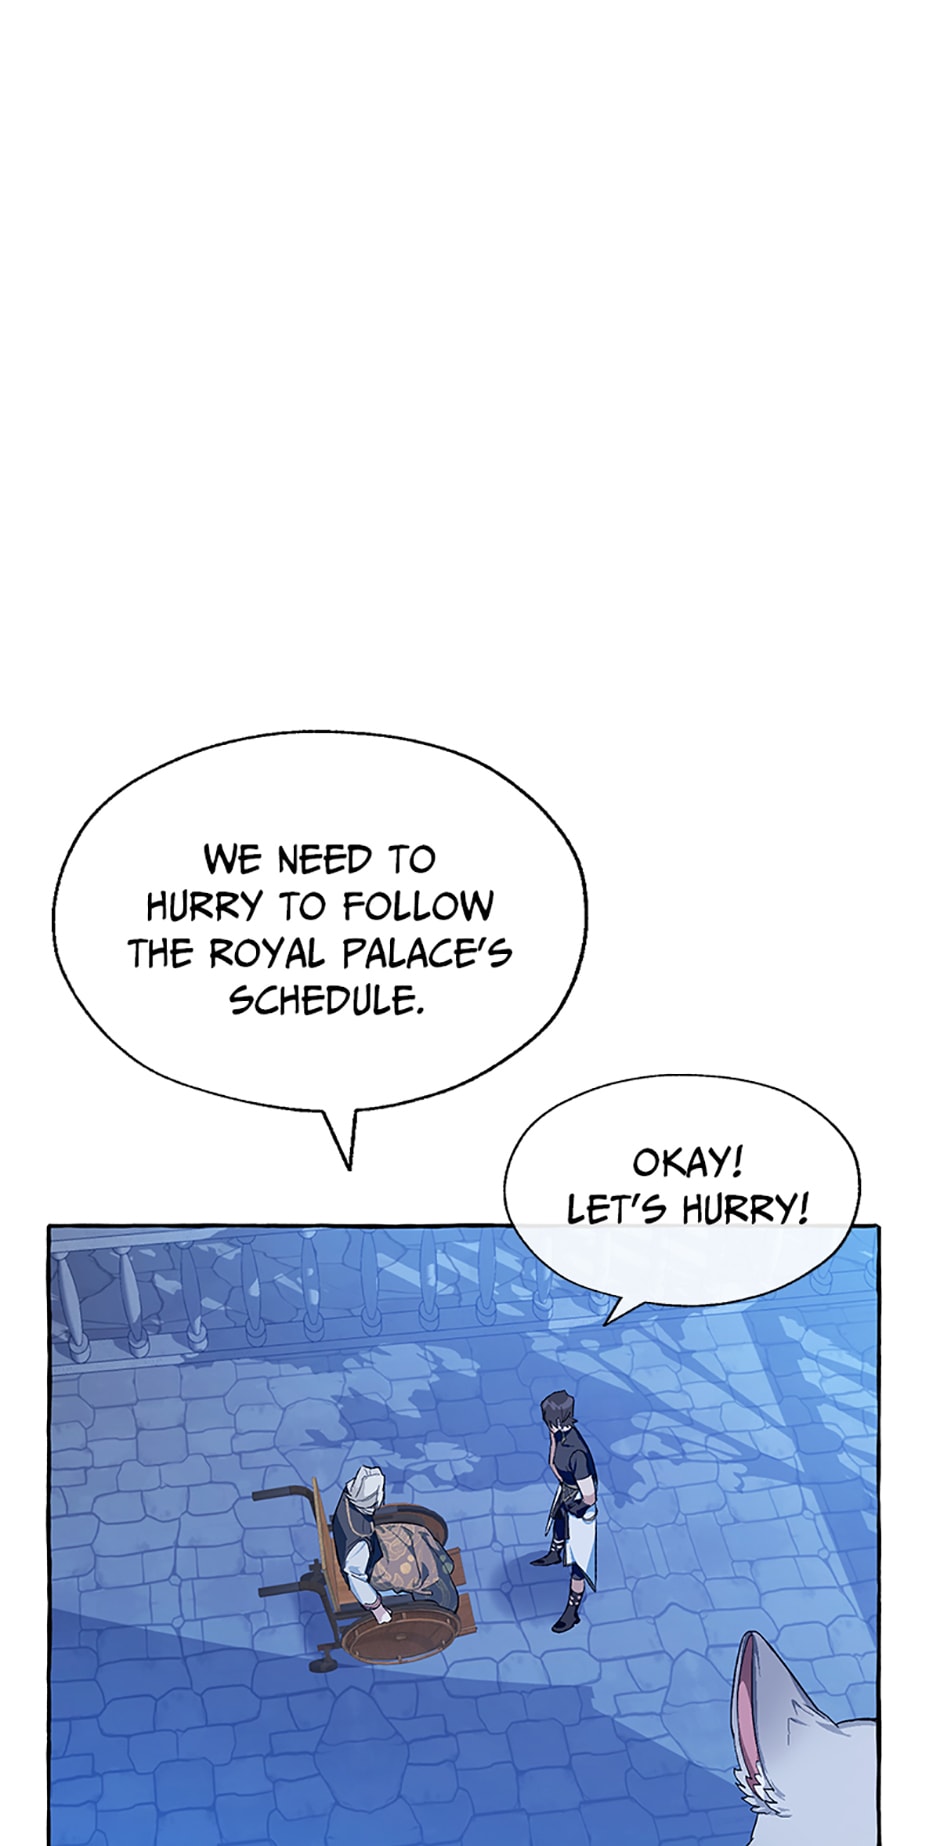 WE NEED TO
HURRY TO FOLLOW
THE ROYAL PALACE'S
SCHEDULE.
OKAY!
LET'S HURRY!